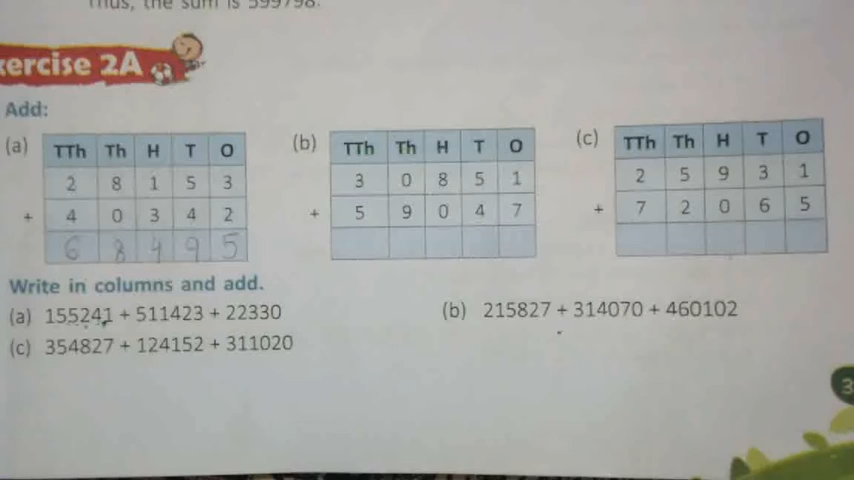 Thus, the sum is 599798.
xercise 2A
Add:
(a) TTh Th H T O
2 8 1 5 3
+ 4 0 3 4 2
6 8 4 9 5
(b) TTh Th H T O
3 0 8 5 1
+ 5 9 0 4 7
(c) TTh Th H T O
2 5 9 3 1
+ 7 2 0 6 5
Write in columns and add.
(a) 155241 + 511423 + 22330
(b) 215827 + 314070 + 460102
(c) 354827 + 124152 + 311020
3